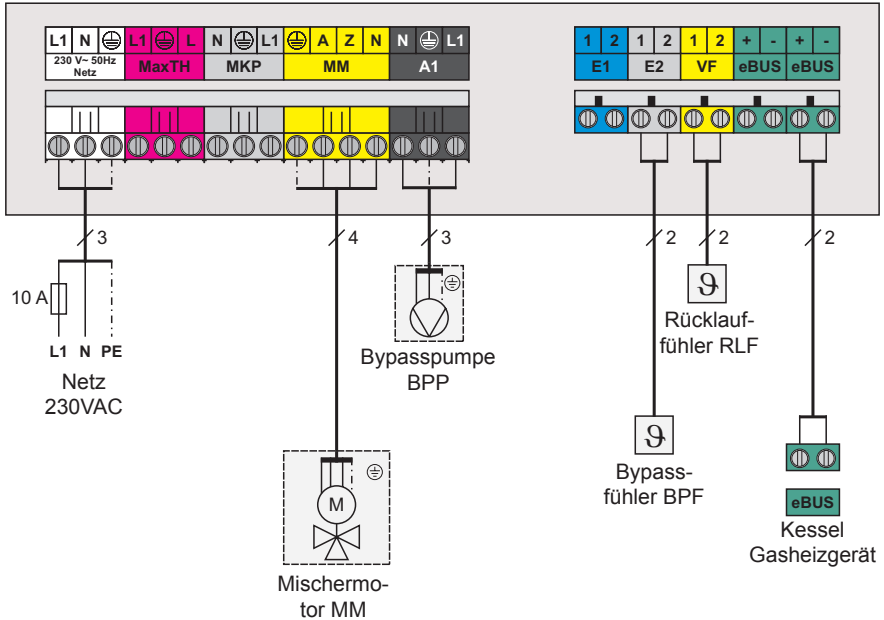 L1 N L1 L N L1 A Z N N L1 1 2 1 2 1 2 + - + -
230 V~ 50Hz
Netz
MaxTH MKP MM A1 E1 E2 VF eBUS eBUS
3 4 3 2 2 2
10 A
L1 N PE
Netz
230VAC
Bypasspumpe
BPP
ϑ
Rücklauf-
fühler RLF
M
Mischermo-
tor MM
ϑ
Bypass-
fühler BPF
eBUS
Kessel
Gasheizgerät